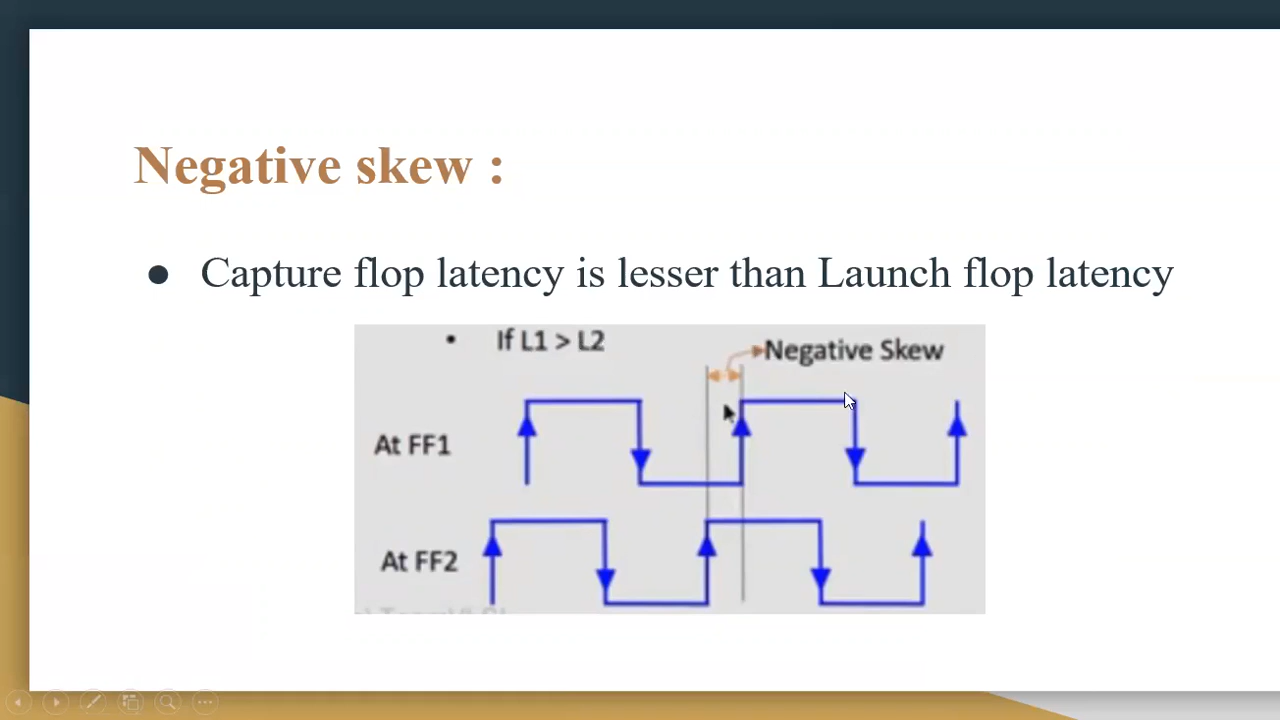 Negative skew :
● Capture flop latency is lesser than Launch flop latency
• If L1 > L2
Negative Skew
At FF1
At FF2